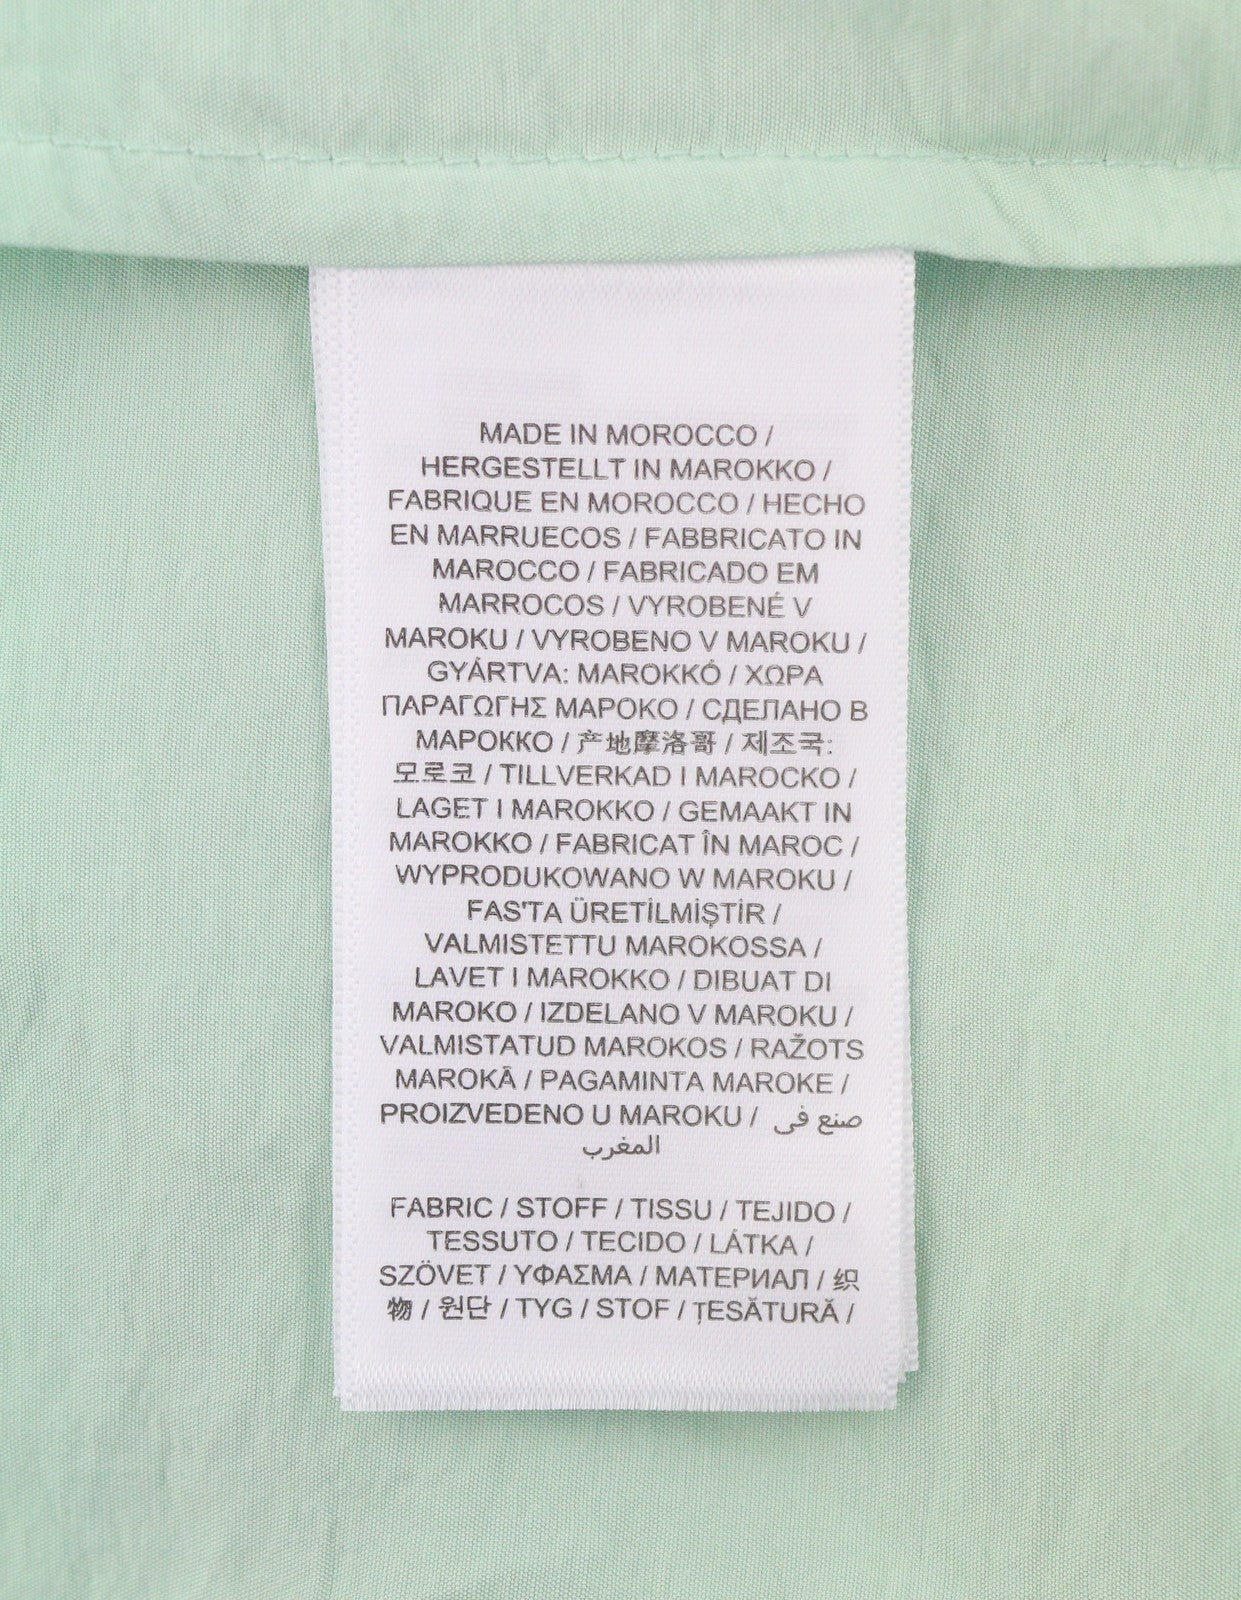 MADE IN MOROCCO /
HERGESTELLT IN MAROKKO /
FABRIQUE EN MOROCCO / HECHO
EN MARRUECOS / FABBRICATO IN
MAROCCO / FABRICADO EM
MARROCOS / VYROBENÉ V
MAROKU / VYROBENO V MAROKU /
GYÁRTVA: MAROKKÓ / ΧΩΡΑ
ΠΑΡΑΓΩΓΗΣ ΜΑΡΟΚΟ / СДЕЛАНО В
МАРОККО / 产地摩洛哥 / 제조국:
모로코 / TILLVERKAD I MAROCKO /
LAGET I MAROKKO / GEMAAKT IN
MAROKKO / FABRICAT ÎN MAROC /
WYPRODUKOWANO W MAROKU /
FAS'TA ÜRETİLMİŞTİR /
VALMISTETTU MAROKOSSA /
LAVET I MAROKKO / DIBUAT DI
MAROKO / IZDELANO V MAROKU /
VALMISTATUD MAROKOS / RAŽOTS
MAROKĀ / PAGAMINTA MAROKE /
PROIZVEDENO U MAROKU / صنع في
المغرب
FABRIC / STOFF / TISSU / TEJIDO /
TESSUTO / TECIDO / LÁTKA /
SZÖVET / ΥΦΑΣΜΑ / МАТЕРИАЛ / 织
物 / 원단 / TYG / STOF / ȚESĂTURĂ /